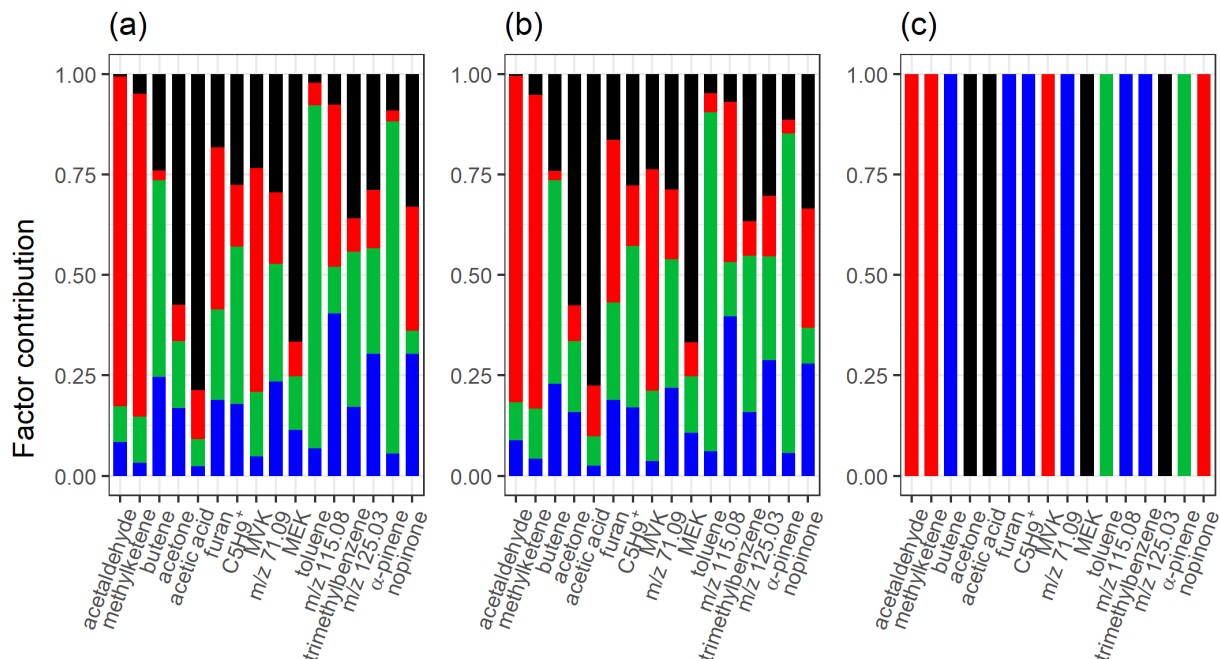 (a)
(b)
(c)
Factor contribution
1.00
0.75
0.50
0.25
0.00
acetaldehyde
methylketene
butene
acetone
acetic acid
furan
C5H9⁺
MVK
m/z 71.09
MEK
toluene
m/z 115.08
trimethylbenzene
m/z 125.03
α-pinene
nopinone
1.00
0.75
0.50
0.25
0.00
acetaldehyde
methylketene
butene
acetone
acetic acid
furan
C5H9⁺
MVK
m/z 71.09
MEK
toluene
m/z 115.08
trimethylbenzene
m/z 125.03
α-pinene
nopinone
1.00
0.75
0.50
0.25
0.00
acetaldehyde
methylketene
butene
acetone
acetic acid
furan
C5H9⁺
MVK
m/z 71.09
MEK
toluene
m/z 115.08
trimethylbenzene
m/z 125.03
α-pinene
nopinone